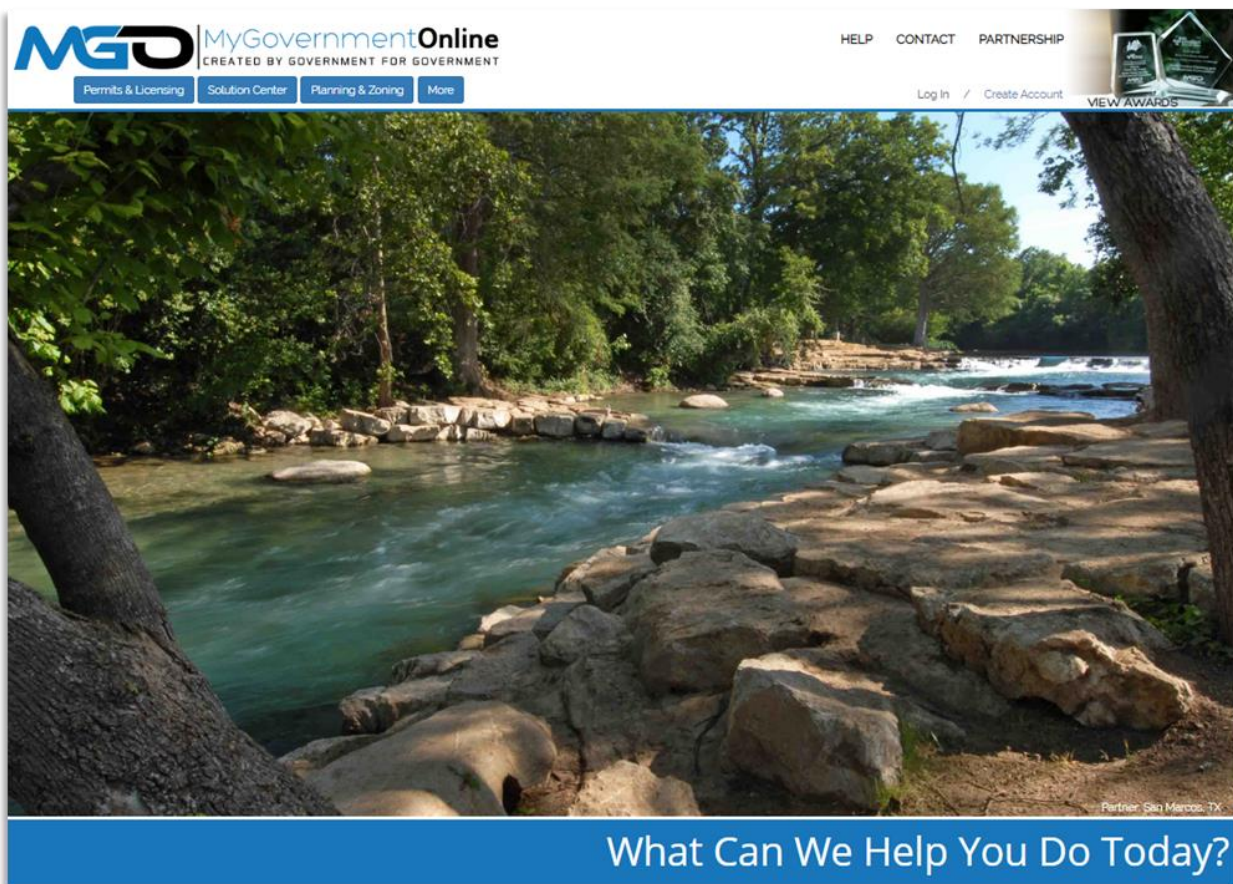 MGO
MyGovernmentOnline
CREATED BY GOVERNMENT FOR GOVERNMENT
HELP CONTACT PARTNERSHIP
Permits & Licensing Solution Center Planning & Zoning More
Log In / Create Account
VIEW AWARDS
Partner: San Marcos, TX
What Can We Help You Do Today?